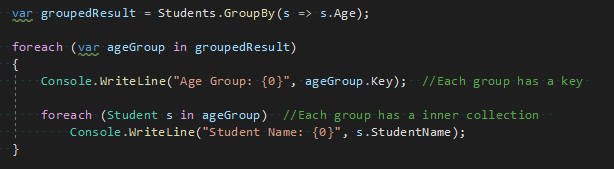 var groupedResult = Students.GroupBy(s => s.Age);
foreach (var ageGroup in groupedResult)
{
Console.WriteLine("Age Group: {0}", ageGroup.Key);  //Each group has a key
foreach (Student s in ageGroup)  //Each group has a inner collection
Console.WriteLine("Student Name: {0}", s.StudentName);
}